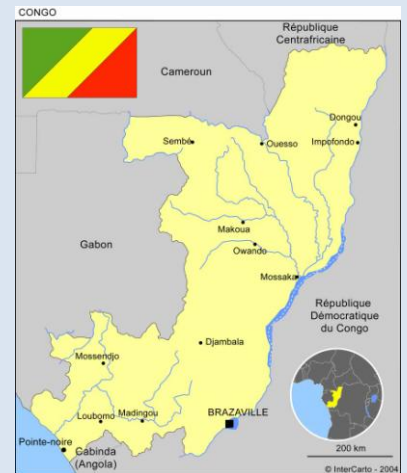 CONGO
République
Centrafricaine
Cameroun
Dongou
Sembé
Ouesso
Impofondo
Makoua
Gabon
Owando
Mossaka
République
Démocratique
du Congo
Djambala
Mossendjo
BRAZAVILLE
Loubomo
Madingou
Pointe-noire
Cabinda
(Angola)
200 km
© InterCarto - 2004